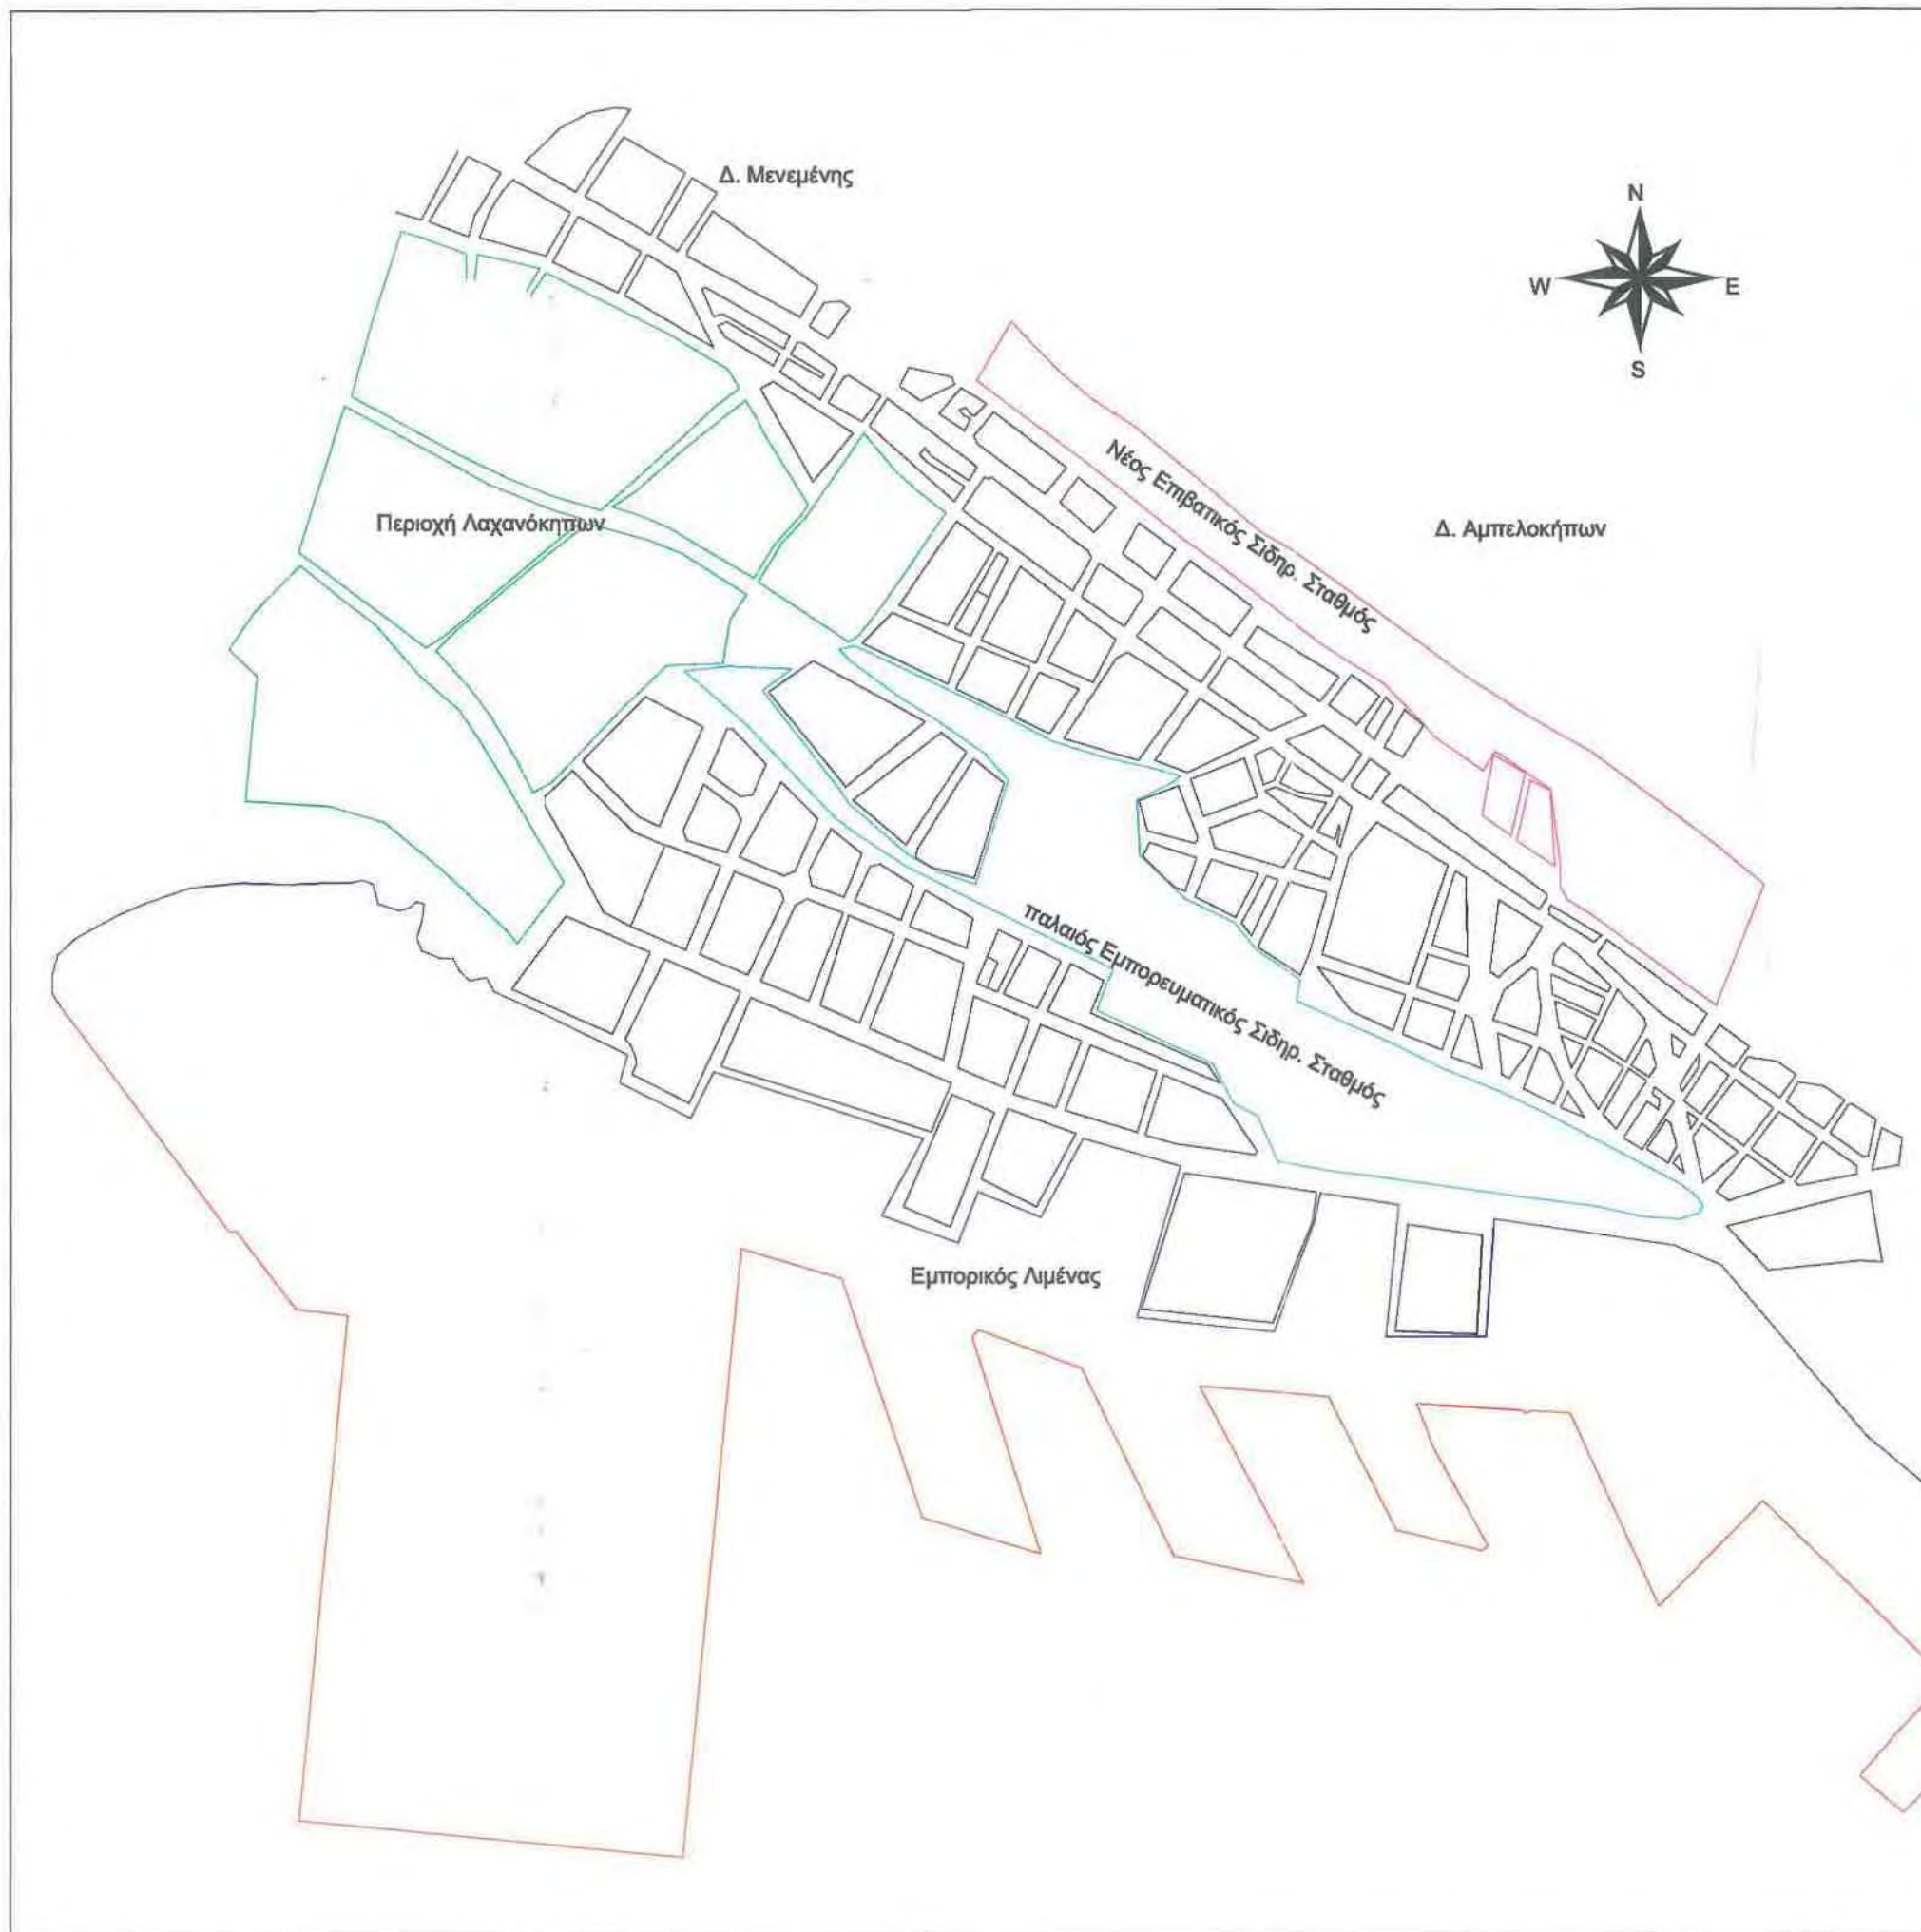 Δ. Μενεμένης
N
W
E
S
Νέος Επιβατικός Σιδηρ. Σταθμός
Περιοχή Λαχανόκηπων
Δ. Αμπελοκήπων
παλαιός Εμπορευματικός Σιδηρ. Σταθμός
Εμπορικός Λιμένας